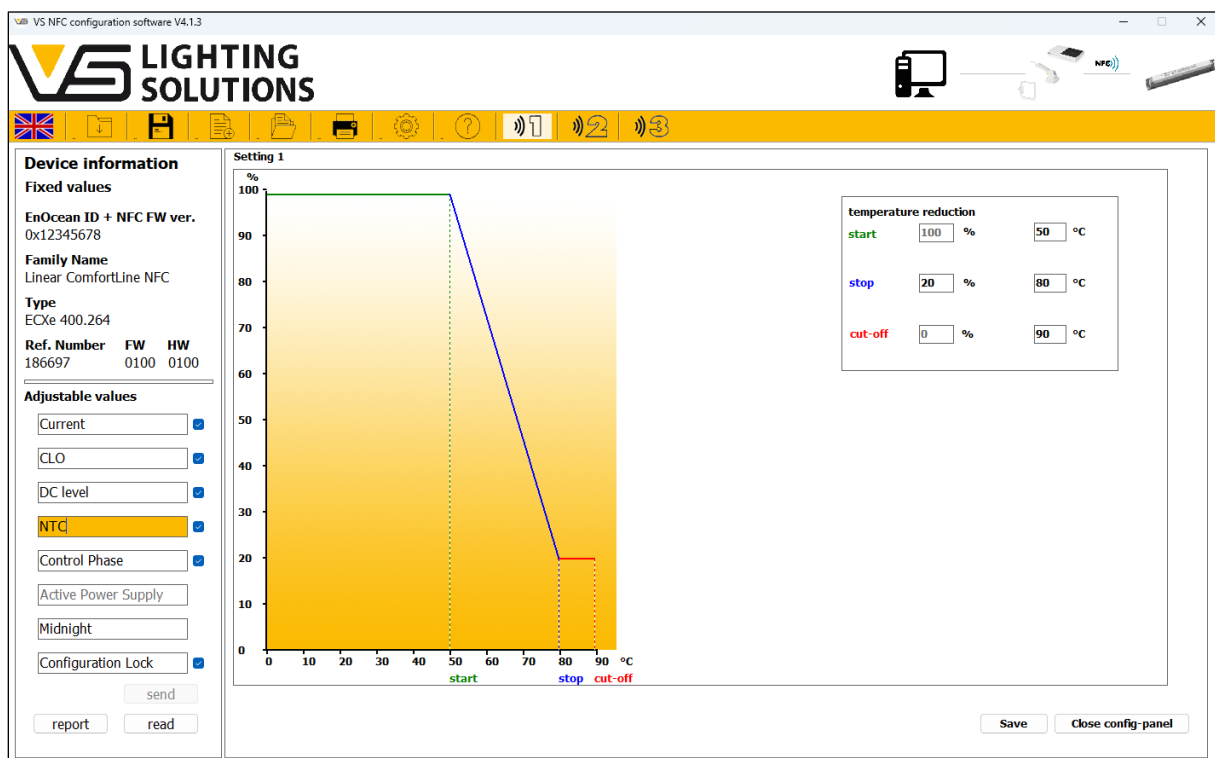 VS NFC configuration software V4.1.3
VS LIGHTING
SOLUTIONS
NFC
1 2 3
Device information
Fixed values
EnOcean ID + NFC FW ver.
0x12345678
Family Name
Linear ComfortLine NFC
Type
ECXe 400.264
Ref. Number FW HW
186697 0100 0100
Adjustable values
Current
CLO
DC level
NTC
Control Phase
Active Power Supply
Midnight
Configuration Lock
send
report read
Setting 1
%
100
90
80
70
60
50
40
30
20
10
0
0 10 20 30 40 50 60 70 80 90 °C
start stop cut-off
temperature reduction
start 100 % 50 °C
stop 20 % 80 °C
cut-off 0 % 90 °C
Save Close config-panel